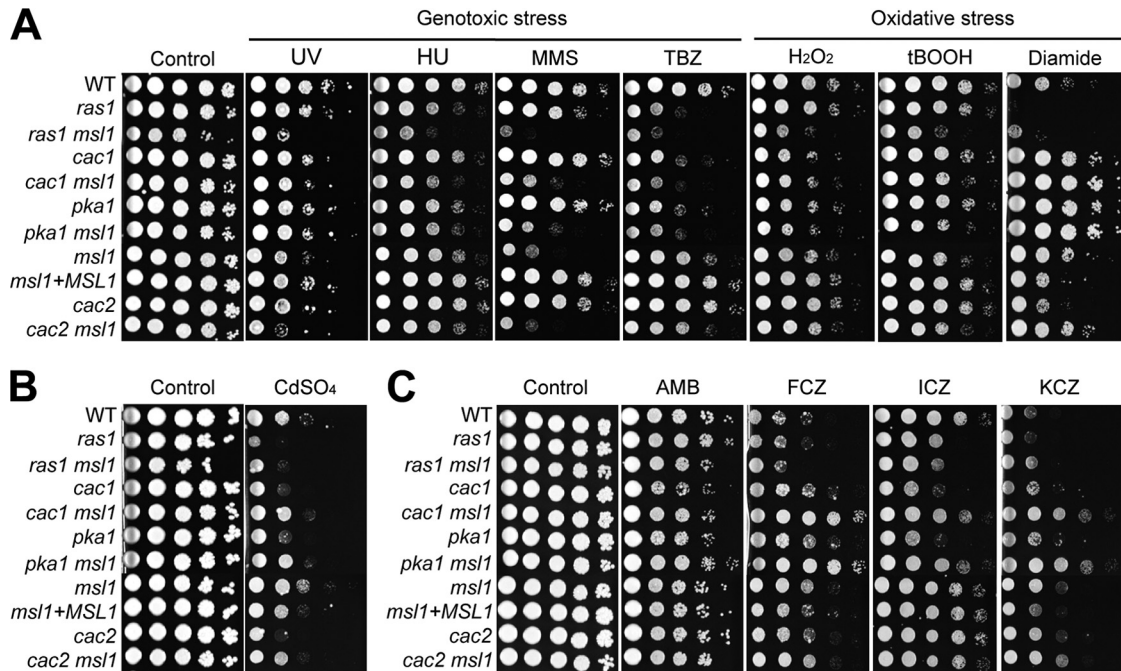 A
Genotoxic stress
Oxidative stress
Control
UV
HU
MMS
TBZ
H₂O₂
tBOOH
Diamide
WT
ras1
ras1 msl1
cac1
cac1 msl1
pka1
pka1 msl1
msl1
msl1+MSL1
cac2
cac2 msl1
B
Control
CdSO₄
C
Control
AMB
FCZ
ICZ
KCZ
WT
ras1
ras1 msl1
cac1
cac1 msl1
pka1
pka1 msl1
msl1
msl1+MSL1
cac2
cac2 msl1
WT
ras1
ras1 msl1
cac1
cac1 msl1
pka1
pka1 msl1
msl1
msl1+MSL1
cac2
cac2 msl1